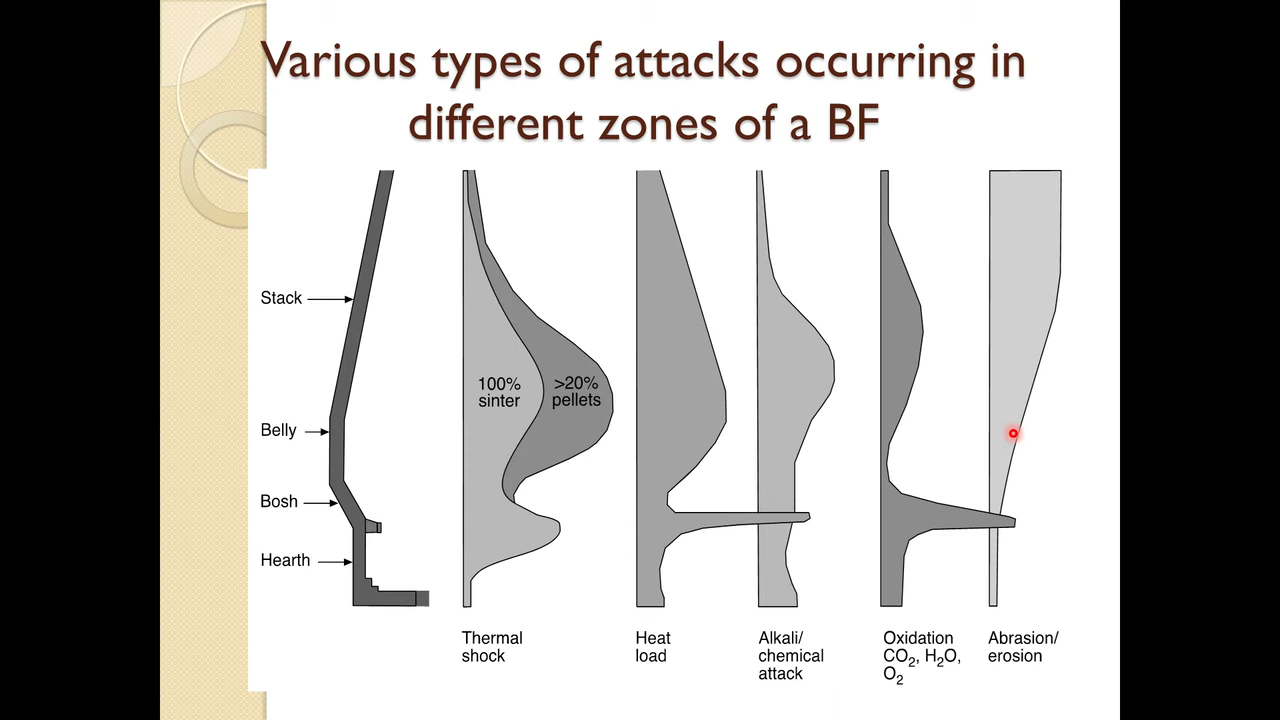 Various types of attacks occurring in
different zones of a BF
Stack
Belly
Bosh
Hearth
100%
sinter
>20%
pellets
Thermal
shock
Heat
load
Alkali/
chemical
attack
Oxidation
CO₂, H₂O,
O₂
Abrasion/
erosion